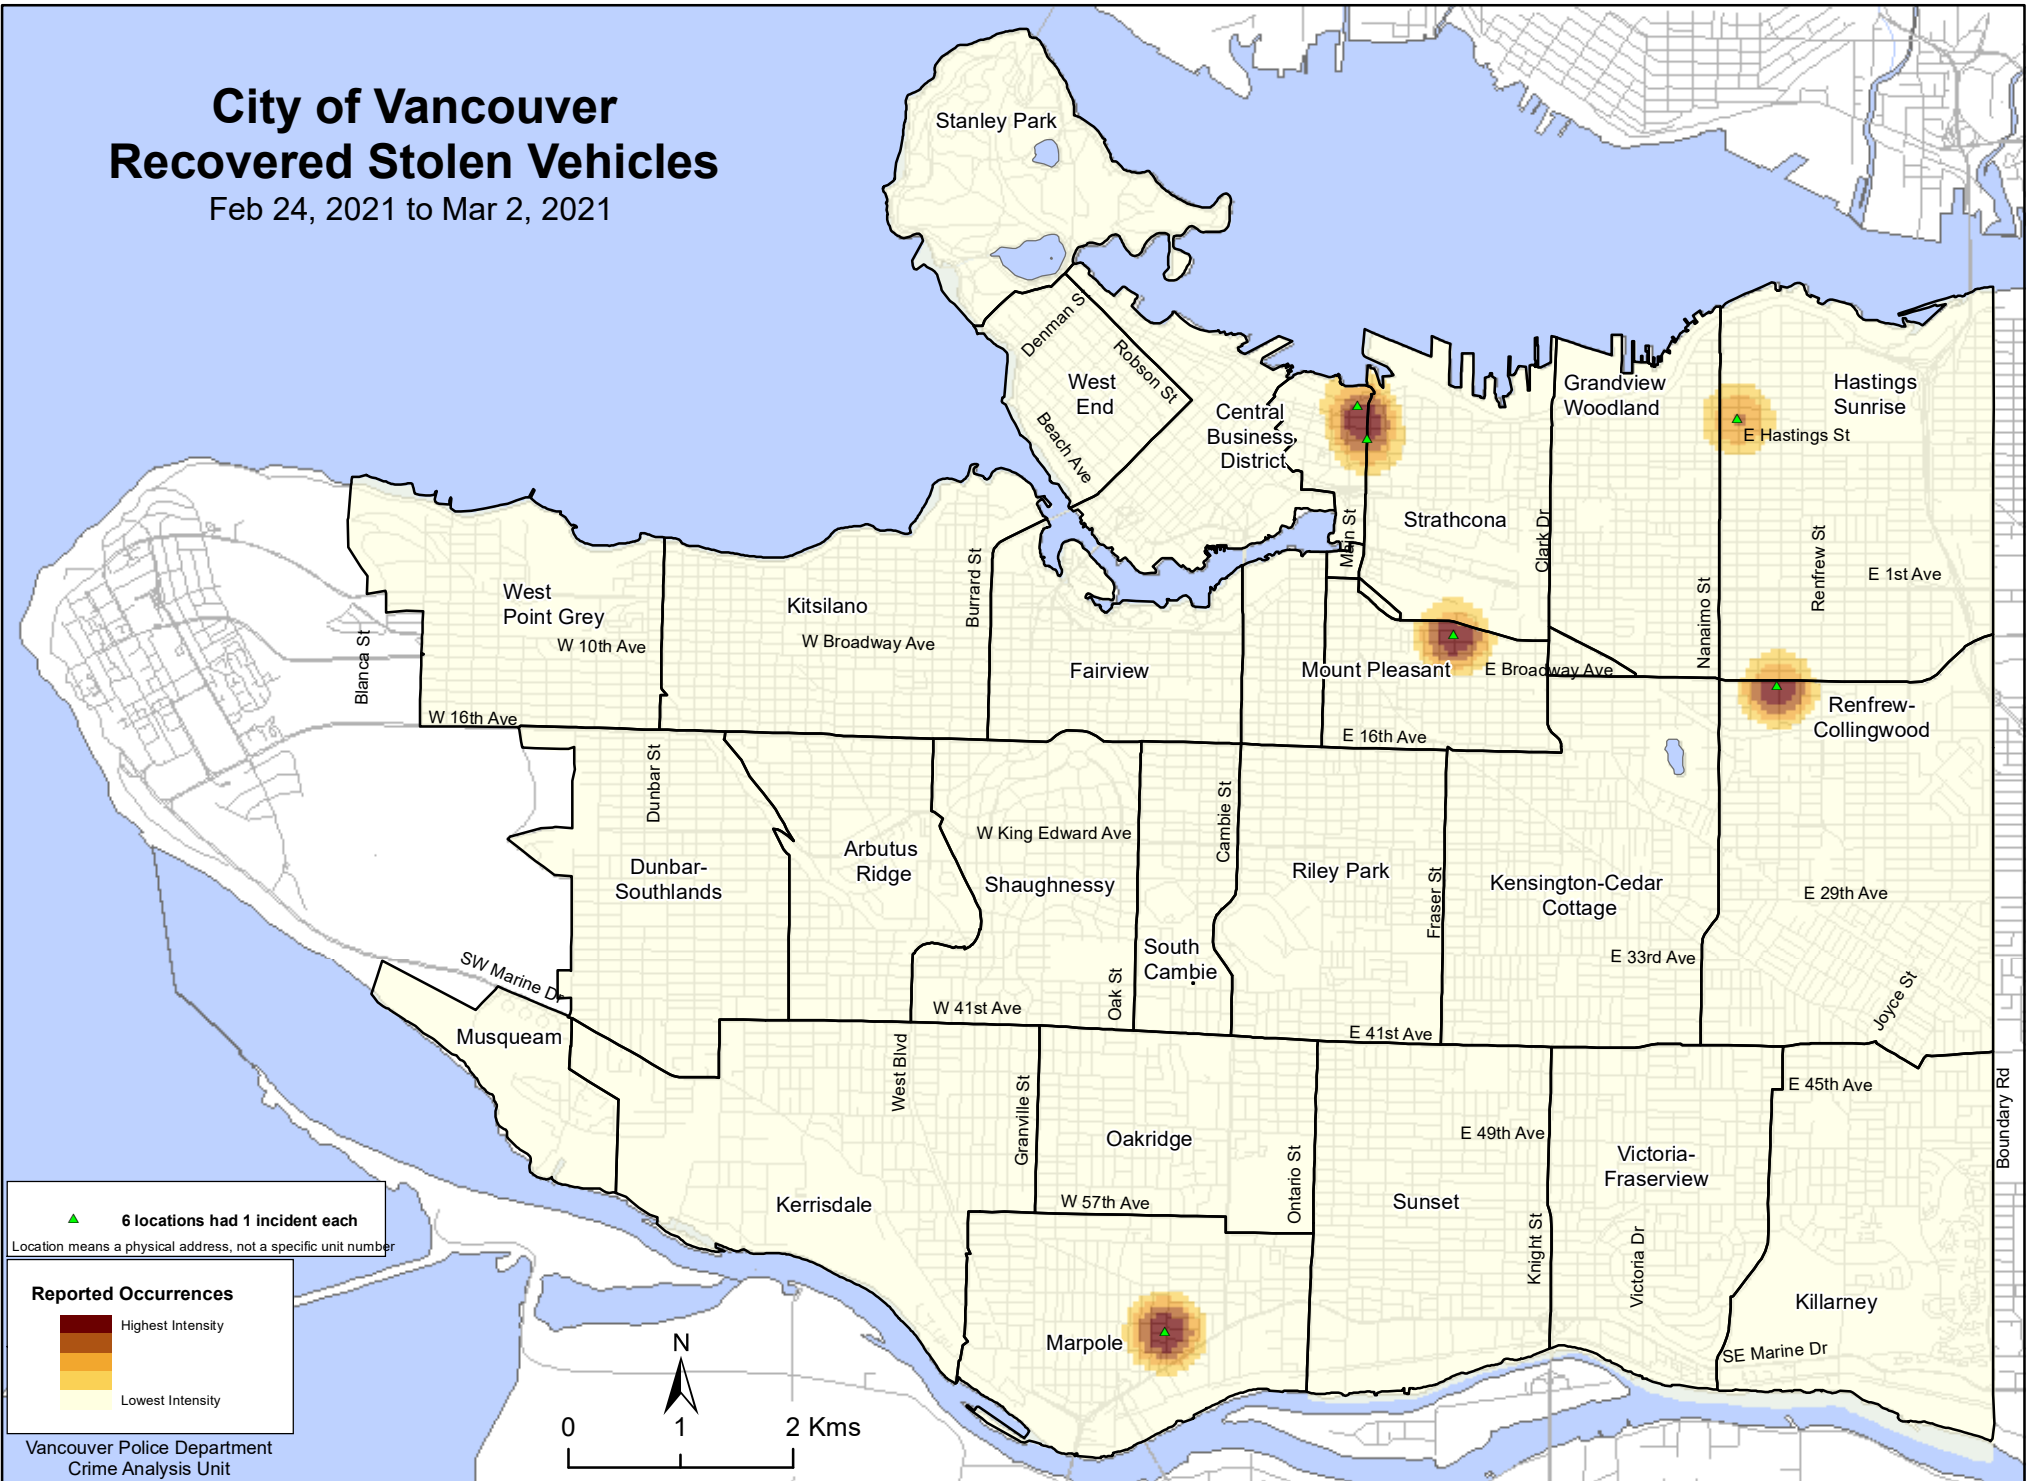 City of Vancouver
Recovered Stolen Vehicles
Feb 24, 2021 to Mar 2, 2021
Stanley Park
Denman St
Robson St
West
End
Beach Ave
Central
Business
District
Grandview
Woodland
Hastings
Sunrise
E Hastings St
Strathcona
Main St
Clark Dr
Nanaimo St
Renfrew St
E 1st Ave
West
Point Grey
W 10th Ave
Blanca St
Kitsilano
W Broadway Ave
Burrard St
Fairview
Mount Pleasant
E Broadway Ave
Renfrew-
Collingwood
W 16th Ave
E 16th Ave
Dunbar St
Cambie St
W King Edward Ave
Arbutus
Ridge
Shaughnessy
Dunbar-
Southlands
Riley Park
Fraser St
Kensington-Cedar
Cottage
E 29th Ave
South
Cambie
E 33rd Ave
SW Marine Dr
Oak St
Joyce St
W 41st Ave
E 41st Ave
Musqueam
West Blvd
Granville St
E 45th Ave
Boundary Rd
Oakridge
E 49th Ave
Victoria-
Fraserview
Ontario St
W 57th Ave
Kerrisdale
Sunset
Knight St
Victoria Dr
Killarney
Marpole
SE Marine Dr
6 locations had 1 incident each
Location means a physical address, not a specific unit number
Reported Occurrences
Highest Intensity
Lowest Intensity
Vancouver Police Department
Crime Analysis Unit
N
0 1 2 Kms